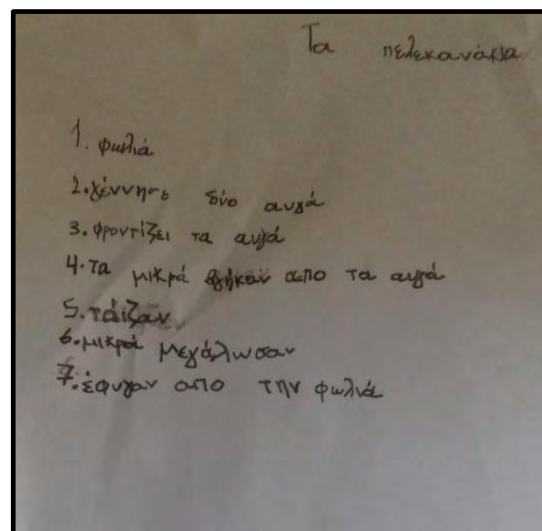 Τα πελεκανάκια
1. φωλιά
2. γέννησε δύο αυγά
3. φροντίζει τα αυγά
4. τα μικρά βγήκαν απο τα αυγά
5. τάιζαν
6. μικρά μεγάλωσαν
7. έφυγαν απο την φωλιά